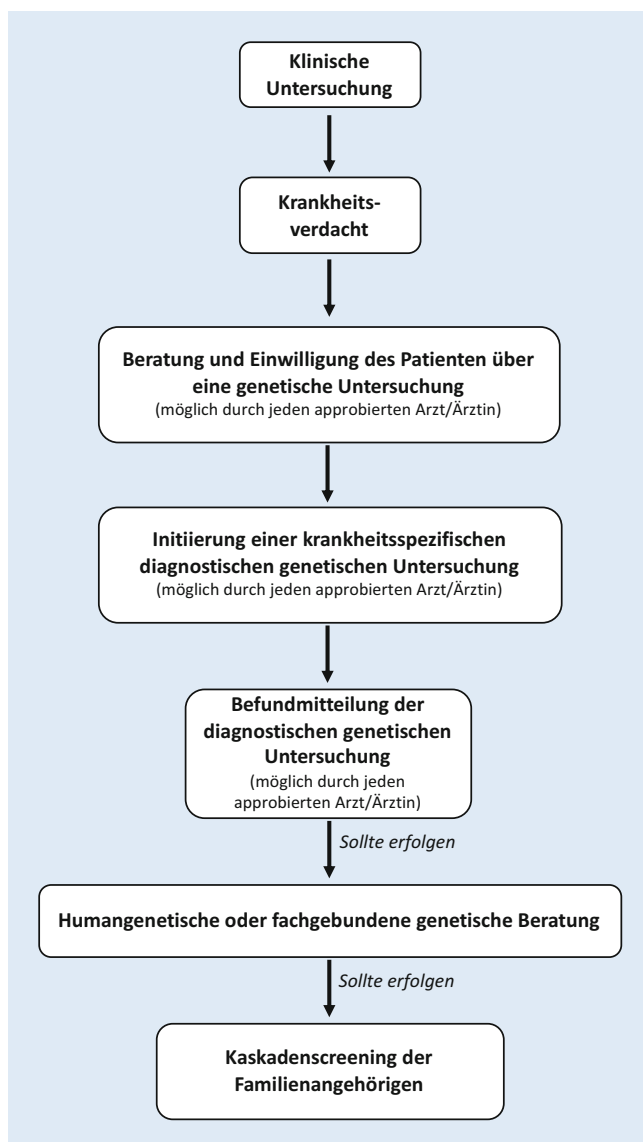 Klinische
Untersuchung
Krankheits-
verdacht
Beratung und Einwilligung des Patienten über
eine genetische Untersuchung
(möglich durch jeden approbierten Arzt/Ärztin)
Initiierung einer krankheitsspezifischen
diagnostischen genetischen Untersuchung
(möglich durch jeden approbierten Arzt/Ärztin)
Befundmitteilung der
diagnostischen genetischen
Untersuchung
(möglich durch jeden
approbierten Arzt/Ärztin)
Sollte erfolgen
Humangenetische oder fachgebundene genetische Beratung
Sollte erfolgen
Kaskadenscreening der
Familienangehörigen